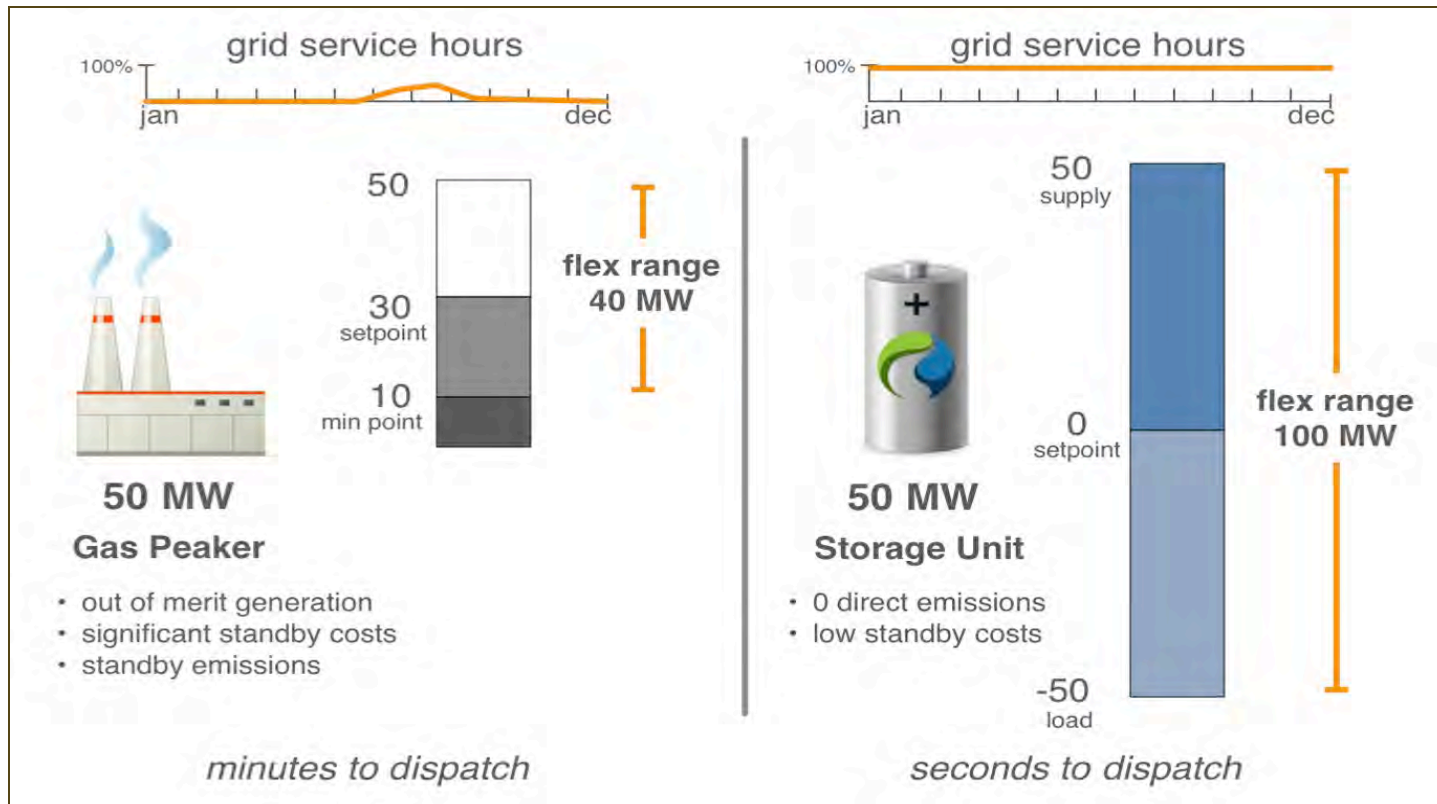 grid service hours
100%
jan
dec
50
30
setpoint
10
min point
flex range
40 MW
50 MW
Gas Peaker
• out of merit generation
• significant standby costs
• standby emissions
minutes to dispatch
grid service hours
100%
jan
dec
50
supply
0
setpoint
-50
load
+
flex range
100 MW
50 MW
Storage Unit
• 0 direct emissions
• low standby costs
seconds to dispatch